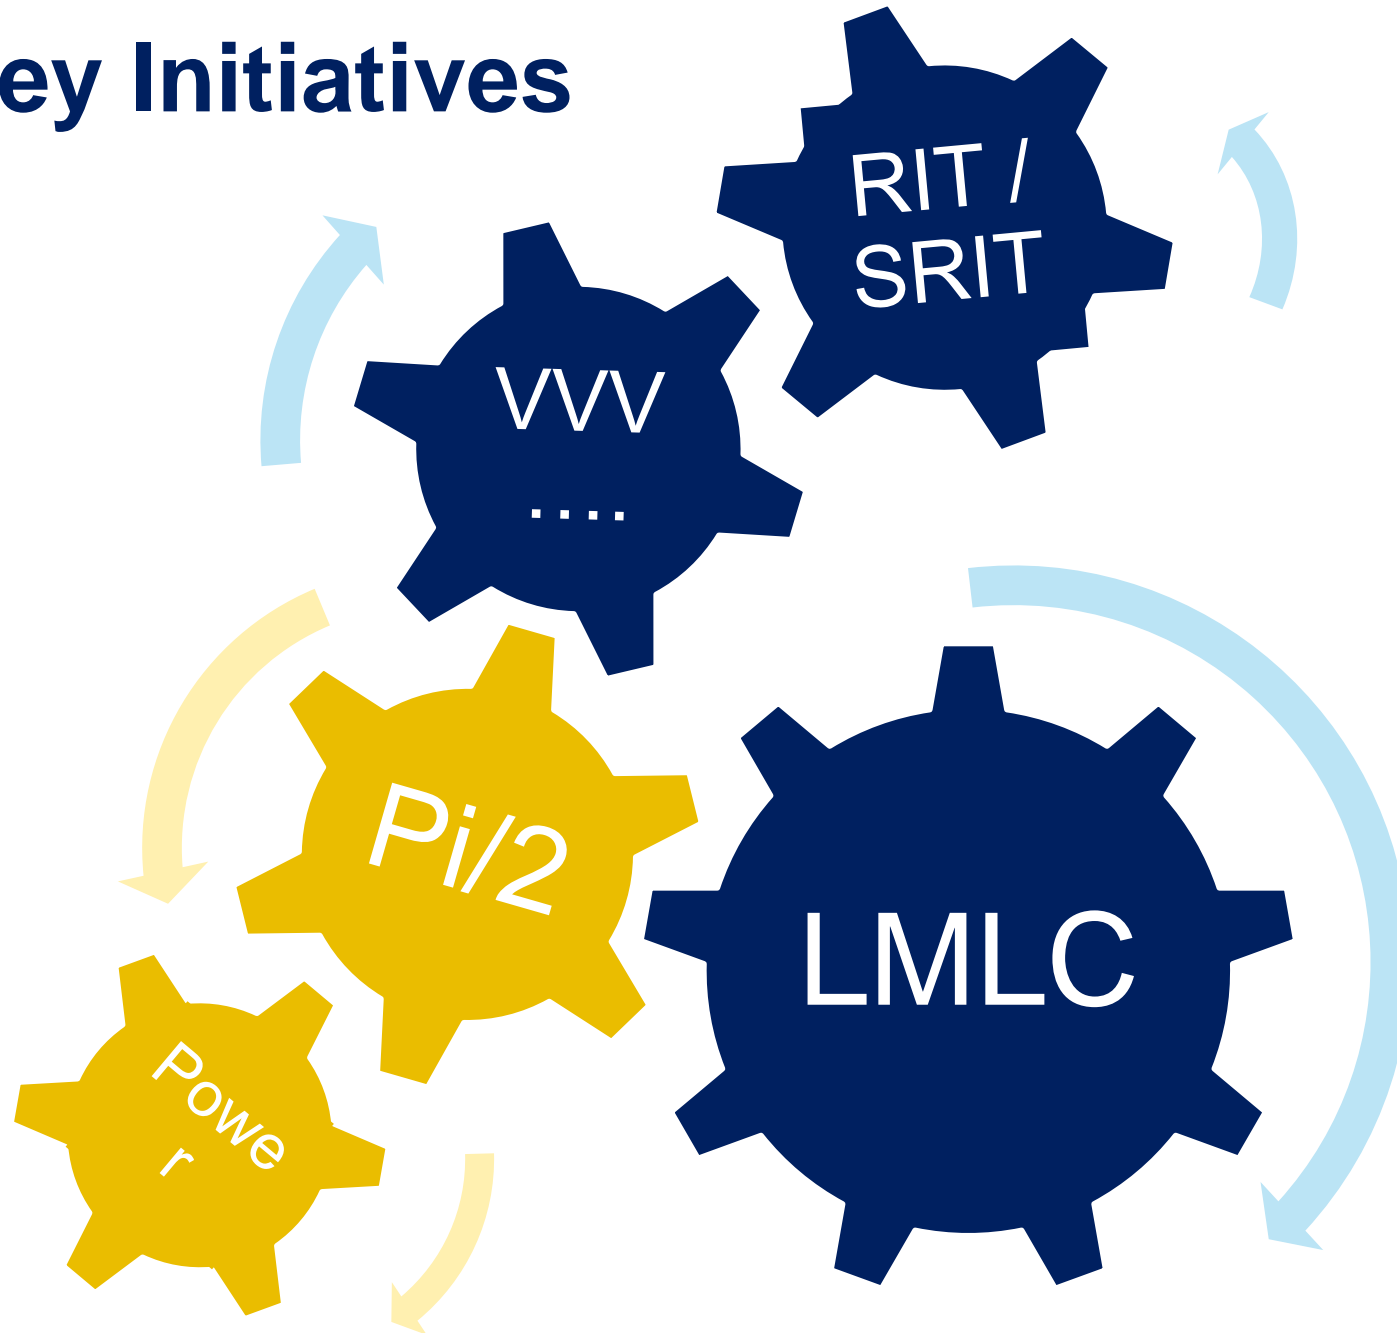 ey Initiatives
RIT /
SRIT
VVV
....
Pi/2
LMLC
Powe
r